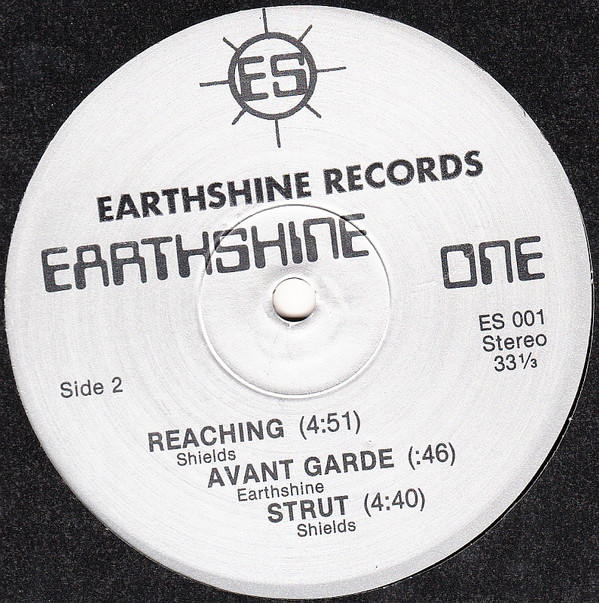 ES
EARTHSHINE RECORDS
EARTHSHINE ONE
ES 001
Stereo
33⅓
Side 2
REACHING (4:51)
Shields
AVANT GARDE (:46)
Earthshine
STRUT (4:40)
Shields